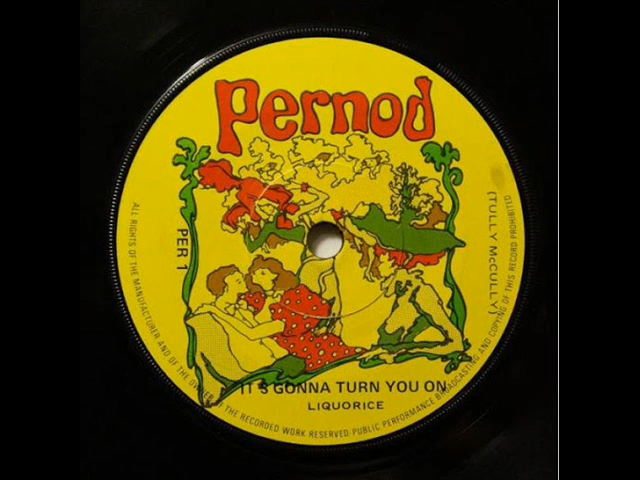 Pernod
PER 1
(TULLY McCULLY)
IT'S GONNA TURN YOU ON
LIQUORICE
ALL RIGHTS OF THE MANUFACTURER AND OF THE OWNER OF THE RECORDED WORK RESERVED PUBLIC PERFORMANCE BROADCASTING AND COPYING OF THIS RECORD PROHIBITED